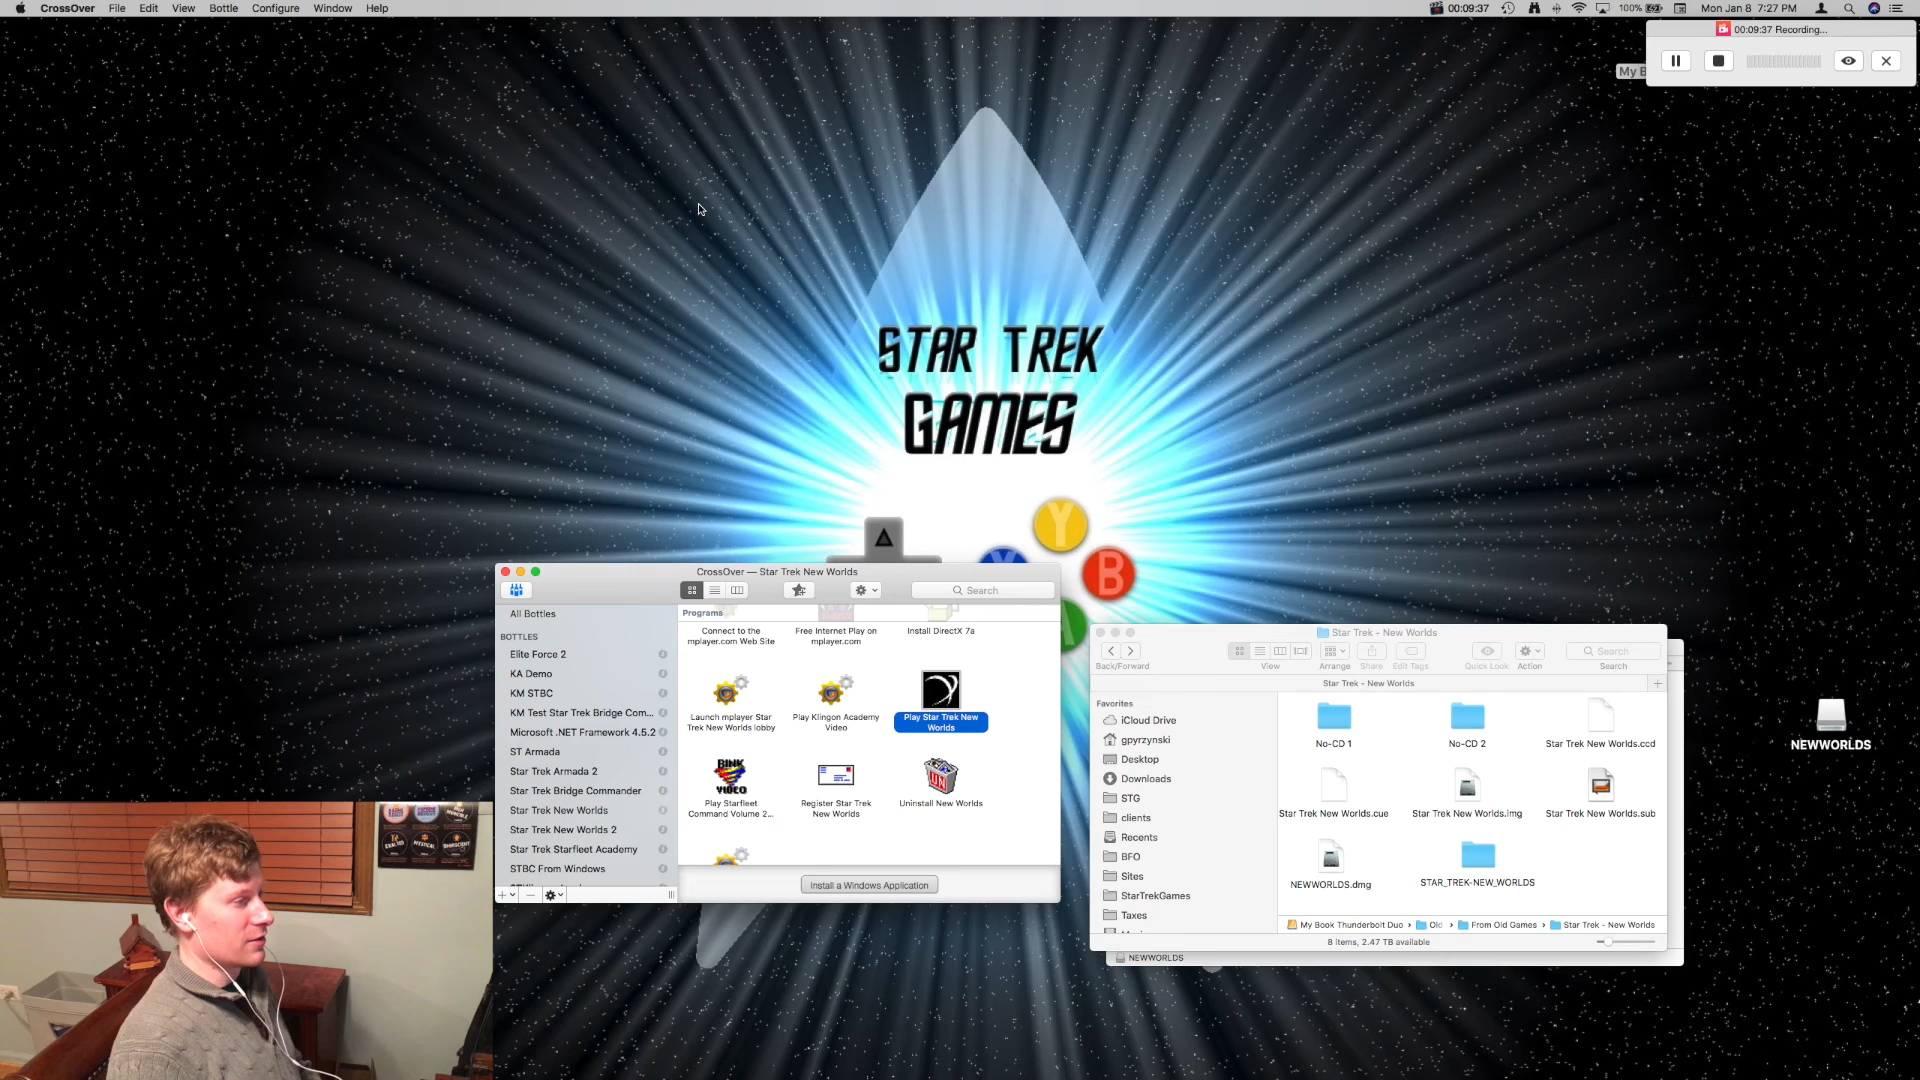 CrossOver File Edit View Bottle Configure Window Help
00:09:37 100% Mon Jan 8 7:27 PM
00:09:37 Recording...
My B
STAR TREK
GAMES
Y
X
B
A
CrossOver — Star Trek New Worlds
Search
All Bottles
BOTTLES
Elite Force 2
KA Demo
KM STBC
KM Test Star Trek Bridge Com...
Microsoft .NET Framework 4.5.2
ST Armada
Star Trek Armada 2
Star Trek Bridge Commander
Star Trek New Worlds
Star Trek New Worlds 2
Star Trek Starfleet Academy
STBC From Windows
Programs
Connect to the
mplayer.com Web Site
Free Internet Play on
mplayer.com
Install DirectX 7a
Launch mplayer Star
Trek New Worlds lobby
Play Klingon Academy
Video
Play Star Trek New
Worlds
BINK
VIDEO
Play Starfleet
Command Volume 2...
Register Star Trek
New Worlds
UN
Uninstall New Worlds
Install a Windows Application
Star Trek - New Worlds
Search
Back/Forward View Arrange Share Edit Tags Quick Look Action Search
Star Trek - New Worlds
Favorites
iCloud Drive
gpyrzynski
Desktop
Downloads
STG
clients
Recents
BFO
Sites
StarTrekGames
Taxes
No-CD 1
No-CD 2
Star Trek New Worlds.ccd
Star Trek New Worlds.cue
Star Trek New Worlds.img
Star Trek New Worlds.sub
NEWWORLDS.dmg
STAR_TREK-NEW_WORLDS
My Book Thunderbolt Duo › Old › From Old Games › Star Trek - New Worlds
8 items, 2.47 TB available
NEWWORLDS
NEWWORLDS
EXALTED
MYSTICAL
OMNISCIENT